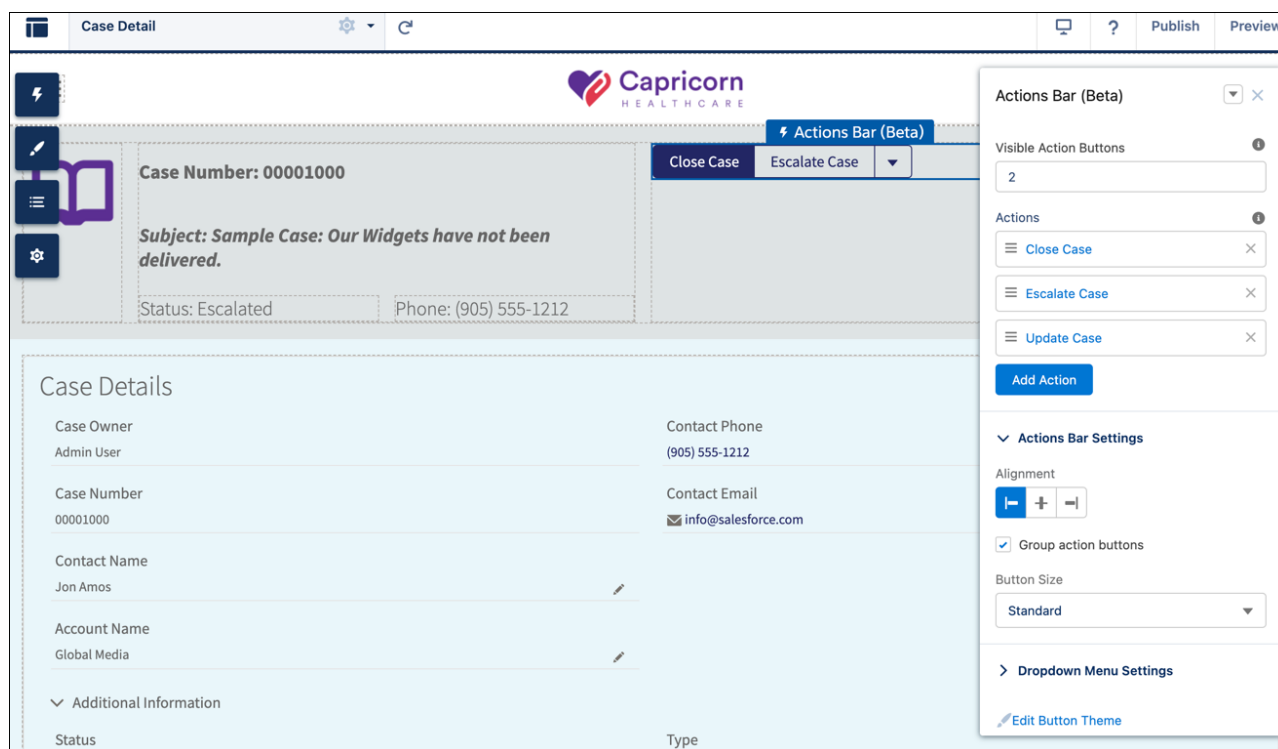 Case Detail
?
Publish
Preview
Capricorn
HEALTHCARE
Actions Bar (Beta)
Close Case
Escalate Case
Case Number: 00001000
Subject: Sample Case: Our Widgets have not been
delivered.
Status: Escalated
Phone: (905) 555-1212
Case Details
Case Owner
Admin User
Contact Phone
(905) 555-1212
Case Number
00001000
Contact Email
info@salesforce.com
Contact Name
Jon Amos
Account Name
Global Media
Additional Information
Status
Type
Actions Bar (Beta)
Visible Action Buttons
2
Actions
Close Case
Escalate Case
Update Case
Add Action
Actions Bar Settings
Alignment
Group action buttons
Button Size
Standard
Dropdown Menu Settings
Edit Button Theme